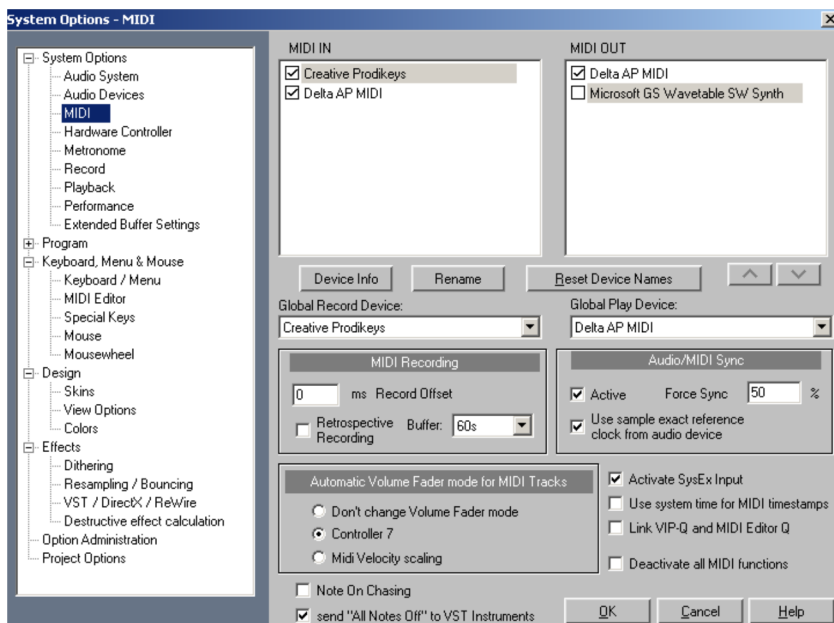 System Options - MIDI
System Options
Audio System
Audio Devices
MIDI
Hardware Controller
Metronome
Record
Playback
Performance
Extended Buffer Settings
Program
Keyboard, Menu & Mouse
Keyboard / Menu
MIDI Editor
Special Keys
Mouse
Mousewheel
Design
Skins
View Options
Colors
Effects
Dithering
Resampling / Bouncing
VST / DirectX / ReWire
Destructive effect calculation
Option Administration
Project Options
MIDI IN
Creative Prodikeys
Delta AP MIDI
MIDI OUT
Delta AP MIDI
Microsoft GS Wavetable SW Synth
Device Info
Rename
Reset Device Names
Global Record Device:
Creative Prodikeys
Global Play Device:
Delta AP MIDI
MIDI Recording
0 ms Record Offset
Retrospective Recording Buffer: 60s
Audio/MIDI Sync
Active Force Sync 50 %
Use sample exact reference
clock from audio device
Automatic Volume Fader mode for MIDI Tracks
Don't change Volume Fader mode
Controller 7
Midi Velocity scaling
Activate SysEx Input
Use system time for MIDI timestamps
Link VIP-Q and MIDI Editor Q
Deactivate all MIDI functions
Note On Chasing
send "All Notes Off" to VST Instruments
OK
Cancel
Help